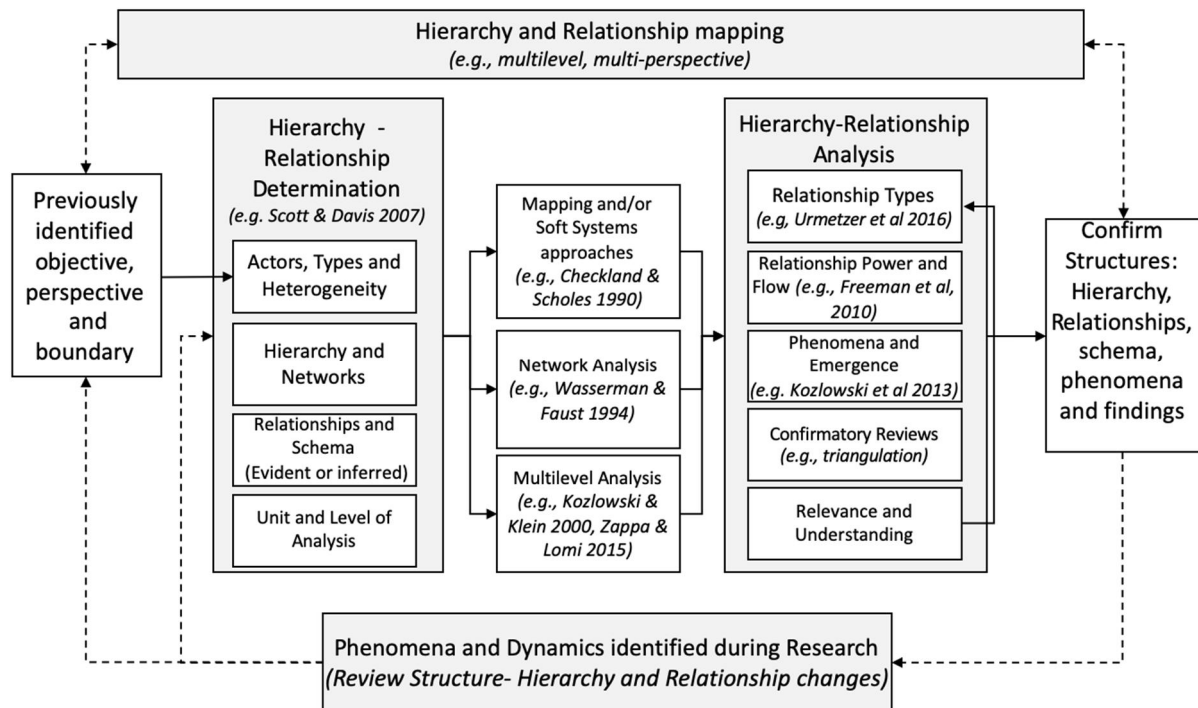 Hierarchy and Relationship mapping
(e.g., multilevel, multi-perspective)
Previously
identified
objective,
perspective
and
boundary
Hierarchy -
Relationship
Determination
(e.g. Scott & Davis 2007)
Actors, Types and
Heterogeneity
Hierarchy and
Networks
Relationships and
Schema
(Evident or inferred)
Unit and Level of
Analysis
Mapping and/or
Soft Systems
approaches
(e.g., Checkland &
Scholes 1990)
Network Analysis
(e.g., Wasserman &
Faust 1994)
Multilevel Analysis
(e.g., Kozlowski &
Klein 2000, Zappa &
Lomi 2015)
Hierarchy-Relationship
Analysis
Relationship Types
(e.g, Urmetzer et al 2016)
Relationship Power and
Flow (e.g., Freeman et al,
2010)
Phenomena and
Emergence
(e.g. Kozlowski et al 2013)
Confirmatory Reviews
(e.g., triangulation)
Relevance and
Understanding
Confirm
Structures:
Hierarchy,
Relationships,
schema,
phenomena
and findings
Phenomena and Dynamics identified during Research
(Review Structure- Hierarchy and Relationship changes)